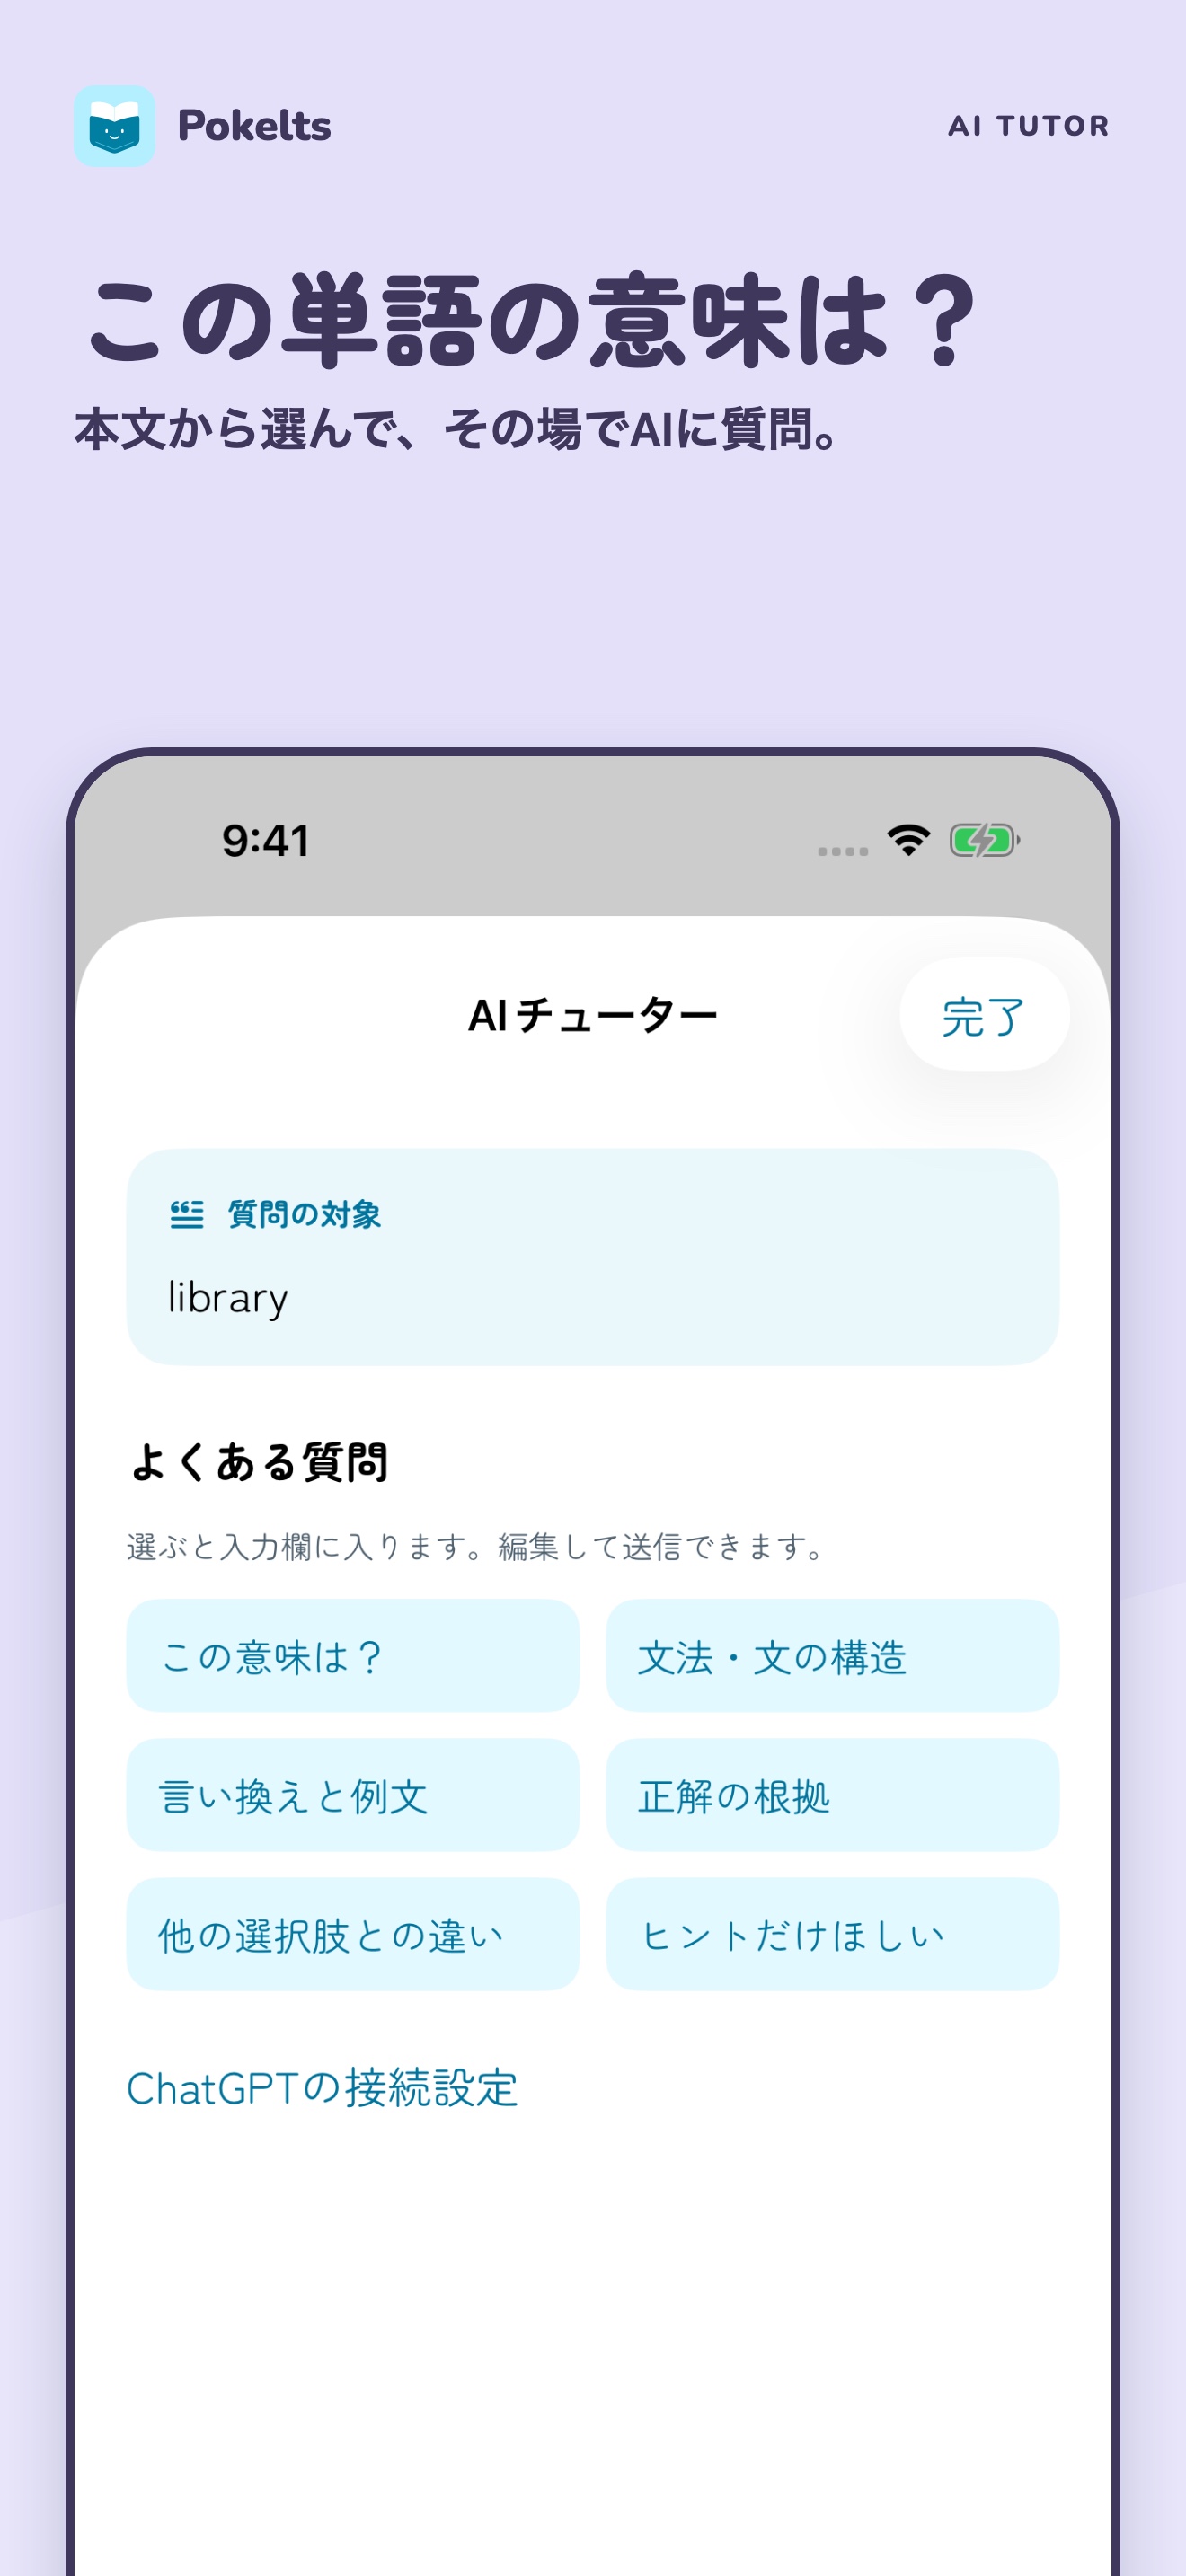 Pokelts
AI TUTOR
この単語の意味は？
本文から選んで、その場でAIに質問。
9:41
AIチューター
完了
質問の対象
library
よくある質問
選ぶと入力欄に入ります。編集して送信できます。
この意味は？
文法・文の構造
言い換えと例文
正解の根拠
他の選択肢との違い
ヒントだけほしい
ChatGPTの接続設定